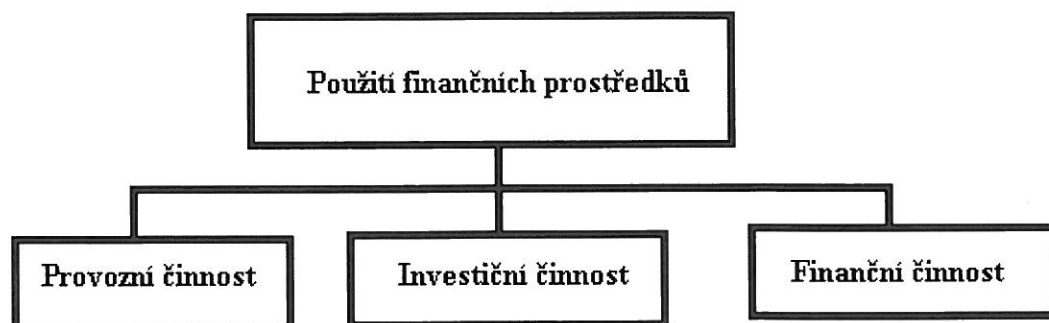 Použití finančních prostředků
Provozní činnost
Investiční činnost
Finanční činnost